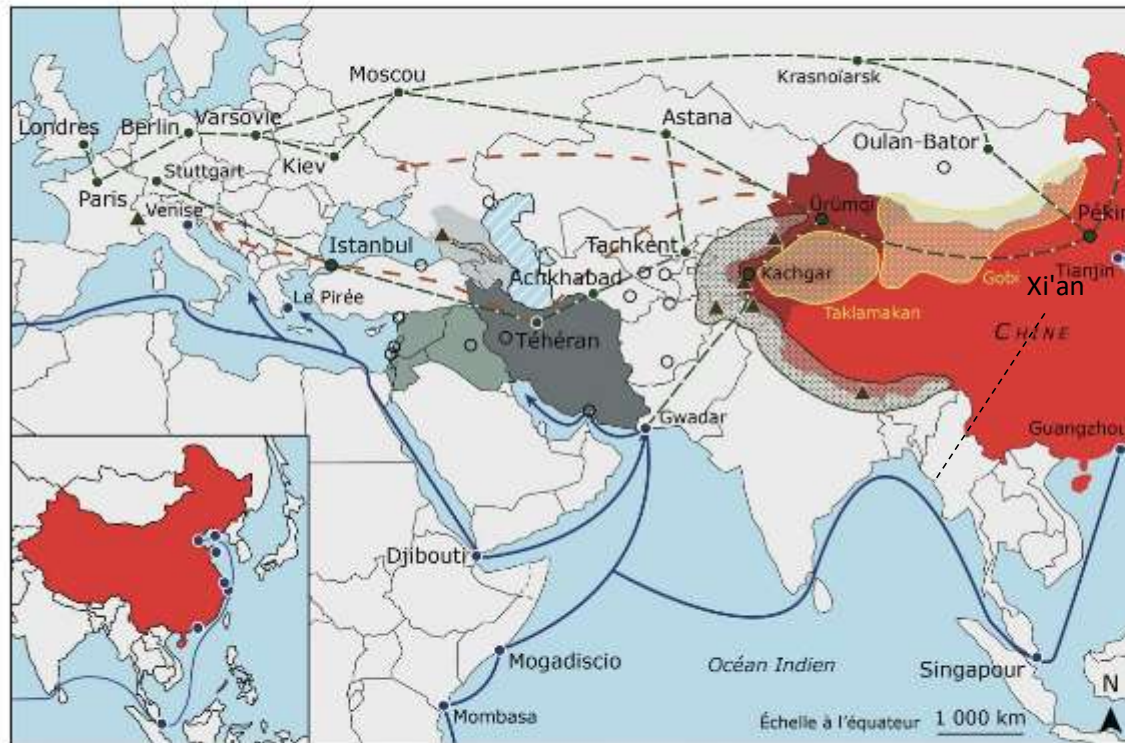 Krasnoïarsk
Moscou
Londres
Berlin
Varsovie
Astana
Oulan-Bator
Kiev
Stuttgart
Paris
Venise
Ürümqi
Pékin
Istanbul
Tachkent
Kachgar
Gobi
Tianjin
Achkhabad
Le Pirée
Xi'an
Taklamakan
CHINE
Téhéran
Gwadar
Guangzhou
Djibouti
Mogadiscio
Océan Indien
Singapour
N
Mombasa
Échelle à l'équateur 1 000 km